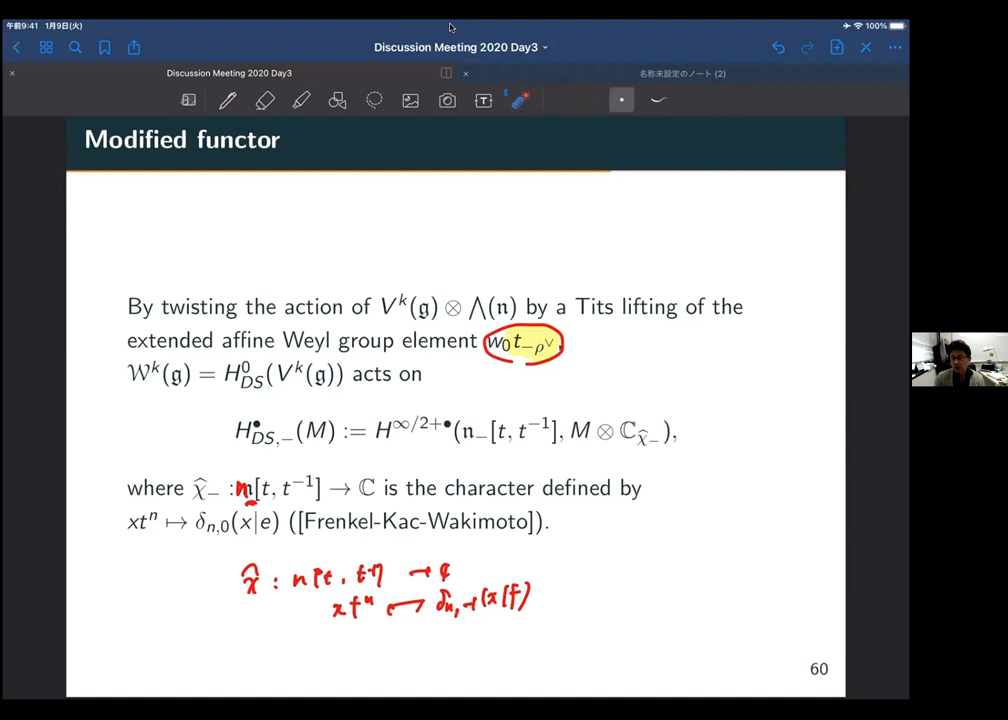 午前9:41 1月9日(火)
100%
Discussion Meeting 2020 Day3
Discussion Meeting 2020 Day3
名称未設定のノート (2)
Modified functor
By twisting the action of V^k(𝔤) ⊗ ⋀(𝔫) by a Tits lifting of the
extended affine Weyl group element w₀t_{−ρ^∨},
𝒲^k(𝔤) = H^0_{DS}(V^k(𝔤)) acts on
H^•_{DS,−}(M) := H^{∞/2+•}(𝔫_−[t, t^{−1}], M ⊗ ℂ_{χ̂_−}),
where χ̂_− : n[t, t^{−1}] → ℂ is the character defined by
xt^n ↦ δ_{n,0}(x|e) ([Frenkel-Kac-Wakimoto]).
χ̂ : n[t, t^{-1}] → ℂ
xt^n ↦ δ_{n,-1}(x|f)
60